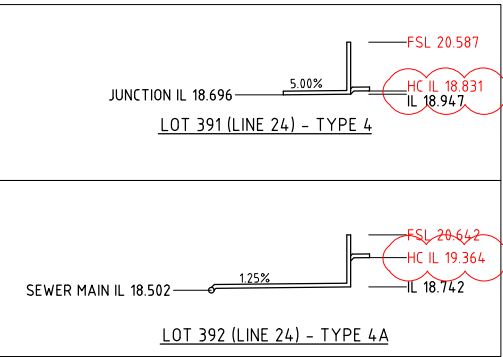 FSL 20.587
5.00%
HC IL 18.831
JUNCTION IL 18.696
IL 18.947
LOT 391 (LINE 24) - TYPE 4
FSL 20.642
HC IL 19.364
1.25%
SEWER MAIN IL 18.502
IL 18.742
LOT 392 (LINE 24) - TYPE 4A